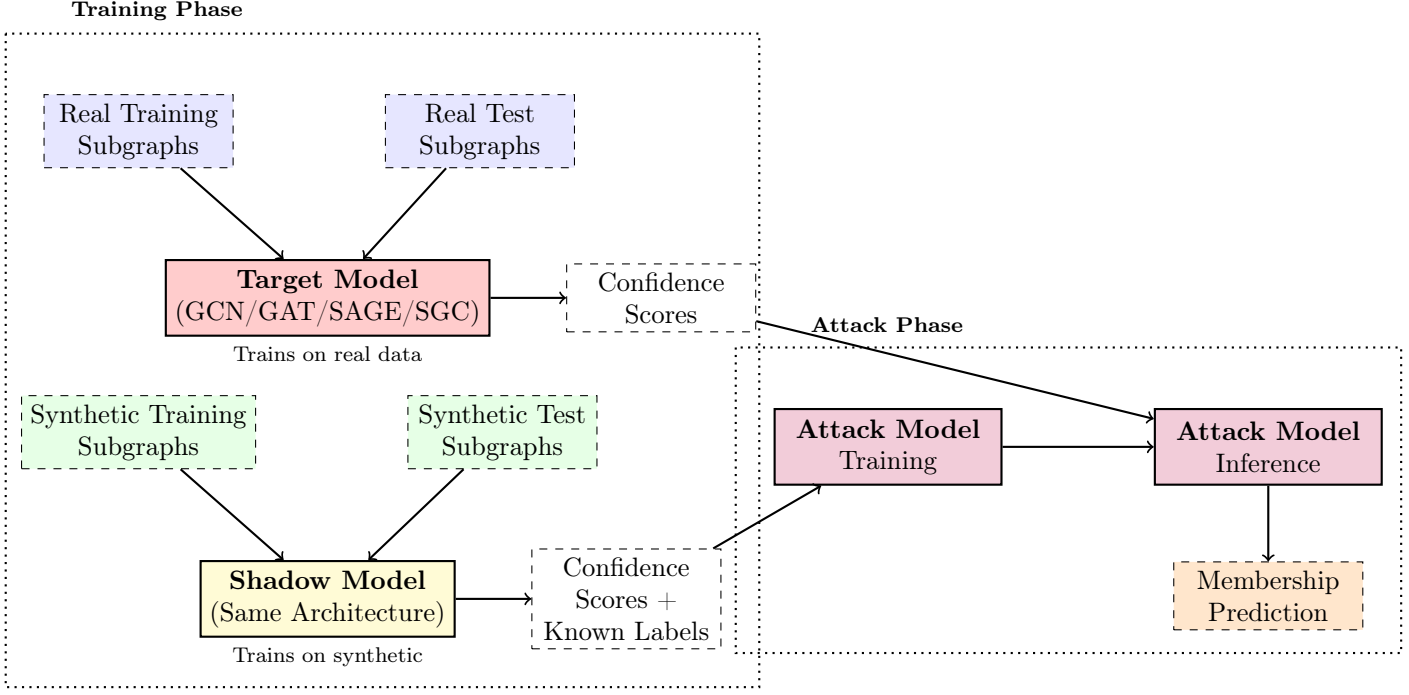 Training Phase
Real Training
Subgraphs
Real Test
Subgraphs
Target Model
(GCN/GAT/SAGE/SGC)
Trains on real data
Confidence
Scores
Synthetic Training
Subgraphs
Synthetic Test
Subgraphs
Shadow Model
(Same Architecture)
Trains on synthetic
Confidence
Scores +
Known Labels
Attack Phase
Attack Model
Training
Attack Model
Inference
Membership
Prediction